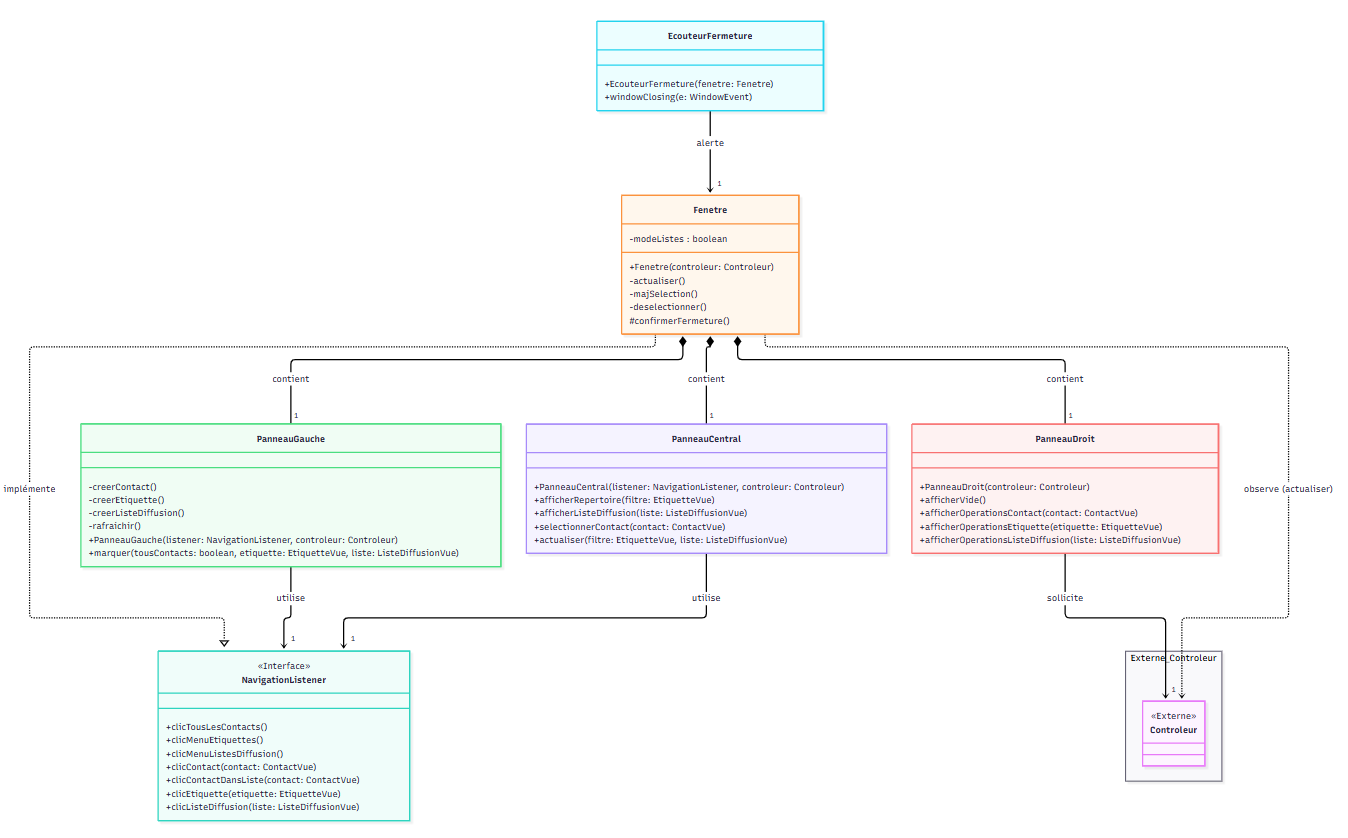 EcouteurFermeture
+EcouteurFermeture(fenetre: Fenetre)
+windowClosing(e: WindowEvent)
alerte
1
Fenetre
-modeListes : boolean
+Fenetre(controleur: Controleur)
-actualiser()
-majSelection()
-deselectionner()
#confirmerFermeture()
contient
contient
contient
1
1
1
PanneauGauche
-creerContact()
-creerEtiquette()
-creerListeDiffusion()
-rafraichir()
+PanneauGauche(listener: NavigationListener, controleur: Controleur)
+marquer(tousContacts: boolean, etiquette: EtiquetteVue, liste: ListeDiffusionVue)
PanneauCentral
+PanneauCentral(listener: NavigationListener, controleur: Controleur)
+afficherRepertoire(filtre: EtiquetteVue)
+afficherListeDiffusion(liste: ListeDiffusionVue)
+selectionnerContact(contact: ContactVue)
+actualiser(filtre: EtiquetteVue, liste: ListeDiffusionVue)
PanneauDroit
+PanneauDroit(controleur: Controleur)
+afficherVide()
+afficherOperationsContact(contact: ContactVue)
+afficherOperationsEtiquette(etiquette: EtiquetteVue)
+afficherOperationsListeDiffusion(liste: ListeDiffusionVue)
implémente
observe (actualiser)
utilise
utilise
sollicite
1
1
«Interface»
NavigationListener
+clicTousLesContacts()
+clicMenuEtiquettes()
+clicMenuListesDiffusion()
+clicContact(contact: ContactVue)
+clicContactDansListe(contact: ContactVue)
+clicEtiquette(etiquette: EtiquetteVue)
+clicListeDiffusion(liste: ListeDiffusionVue)
Externe_Controleur
1
«Externe»
Controleur